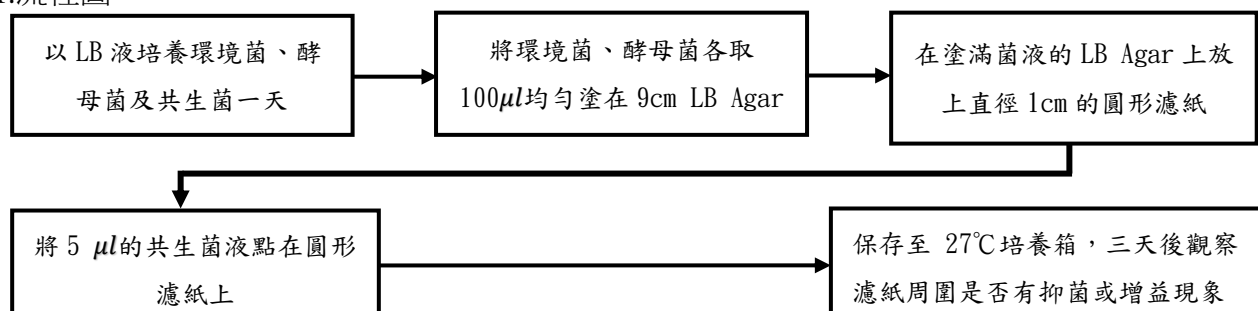 以 LB 液培養環境菌、酵
母菌及共生菌一天
將環境菌、酵母菌各取
100μl均勻塗在 9cm LB Agar
在塗滿菌液的 LB Agar 上放
上直徑 1cm 的圓形濾紙
將 5 μl的共生菌液點在圓形
濾紙上
保存至 27℃培養箱，三天後觀察
濾紙周圍是否有抑菌或增益現象